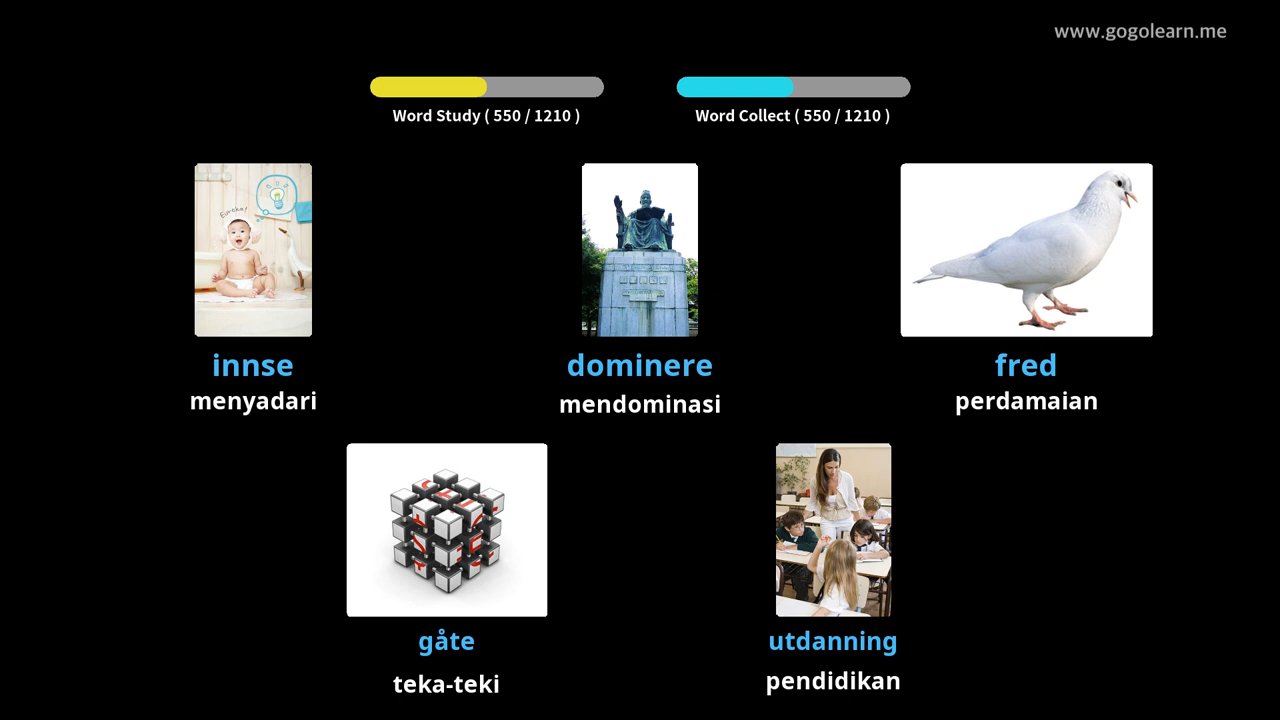 www.gogolearn.me
Word Study ( 550 / 1210 )
Word Collect ( 550 / 1210 )
Eureka!
innse
dominere
fred
menyadari
mendominasi
perdamaian
gåte
utdanning
teka-teki
pendidikan